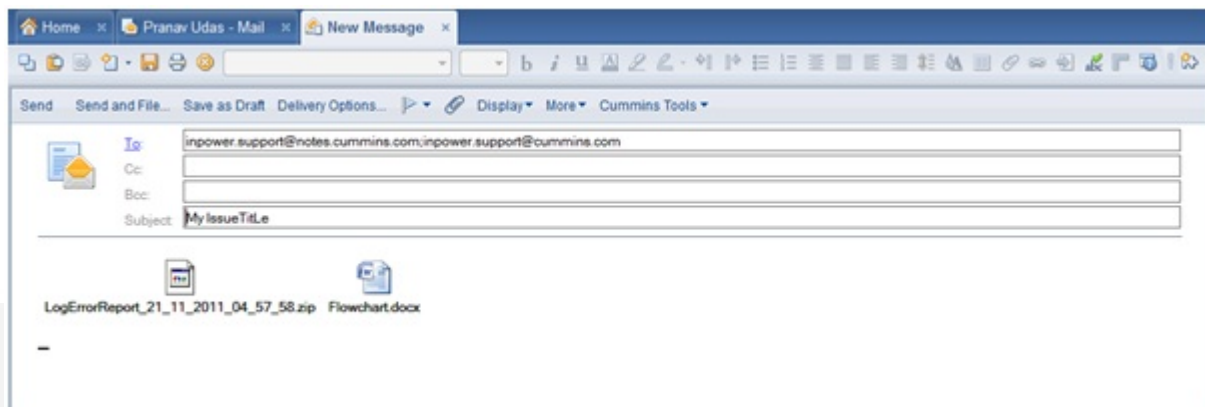 Home Pranav Udas - Mail New Message
b i u A
Send Send and File... Save as Draft Delivery Options... Display More Cummins Tools
To: inpower.support@notes.cummins.com;inpower.support@cummins.com
Cc:
Bcc:
Subject: My IssueTitLe
LogErrorReport_21_11_2011_04_57_58.zip Flowchart.docx